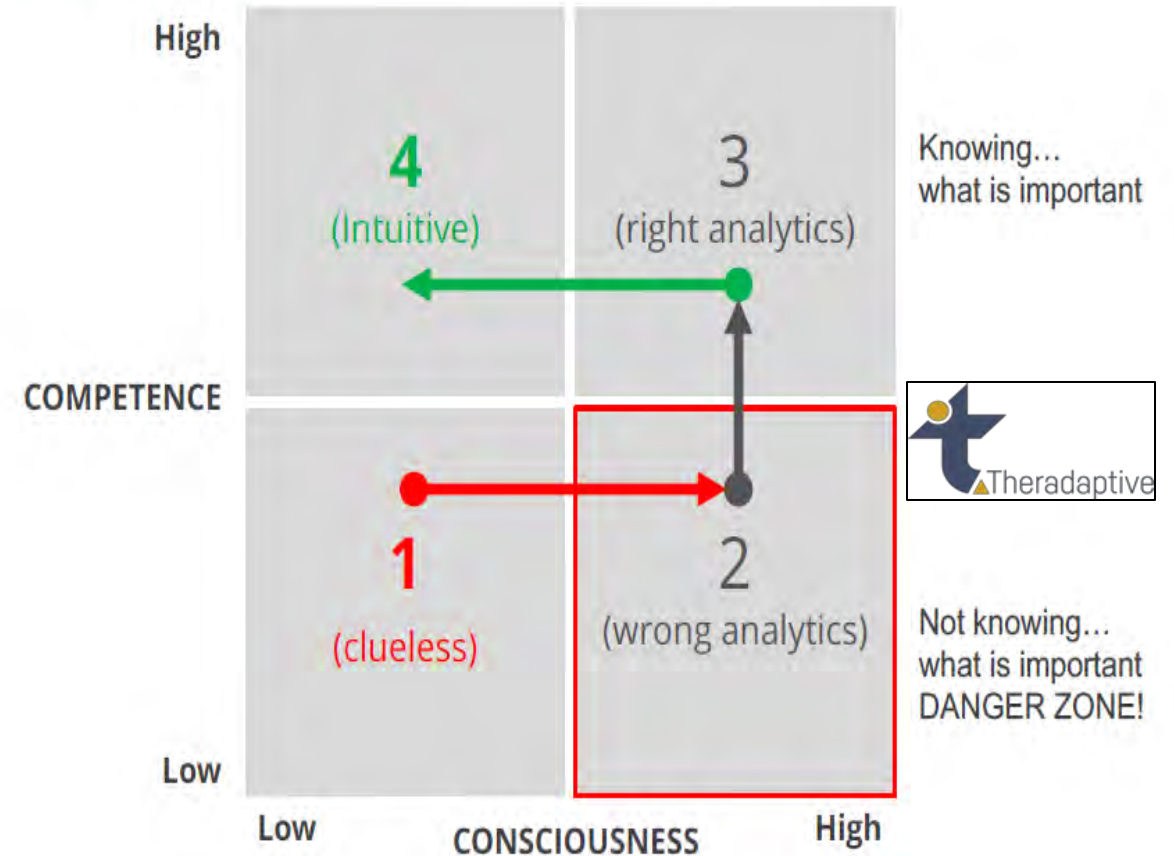 High
4
(Intuitive)
3
(right analytics)
Knowing...
what is important
COMPETENCE
Theradaptive
1
(clueless)
2
(wrong analytics)
Not knowing...
what is important
DANGER ZONE!
Low
Low
CONSCIOUSNESS
High